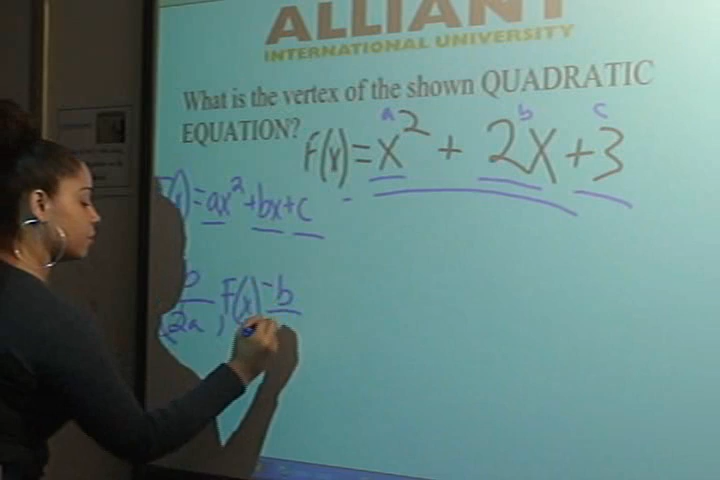 ALLIANT
INTERNATIONAL UNIVERSITY
What is the vertex of the shown QUADRATIC
EQUATION?
a b c
f(x)=x² + 2x+3
(x)=ax²+bx+c
b
2a , F(x) -b